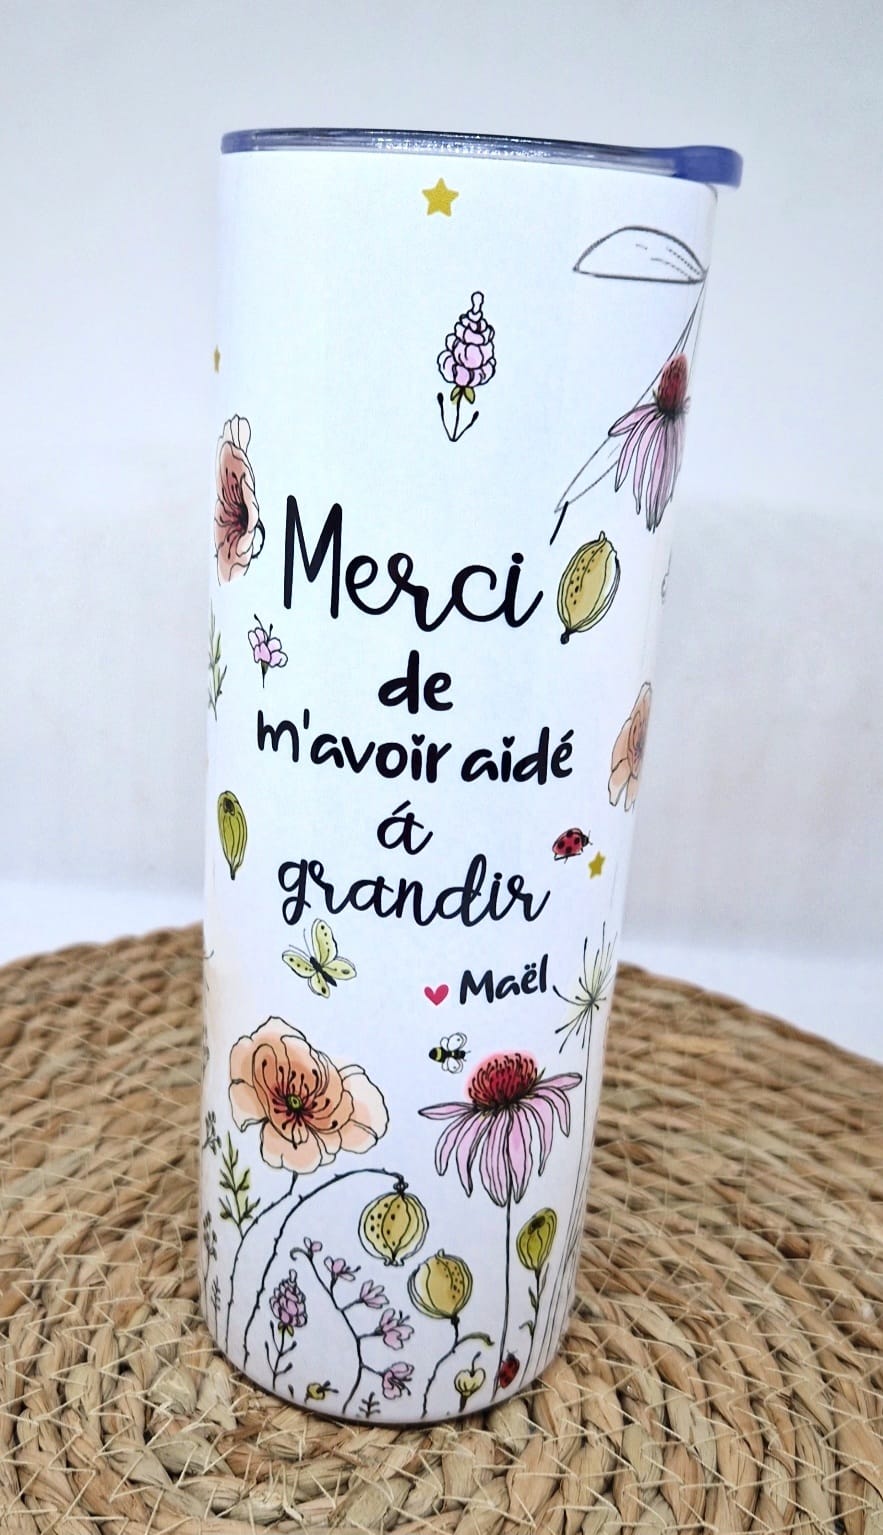 Merci
de
m'avoir aidé
á
grandir
Maël